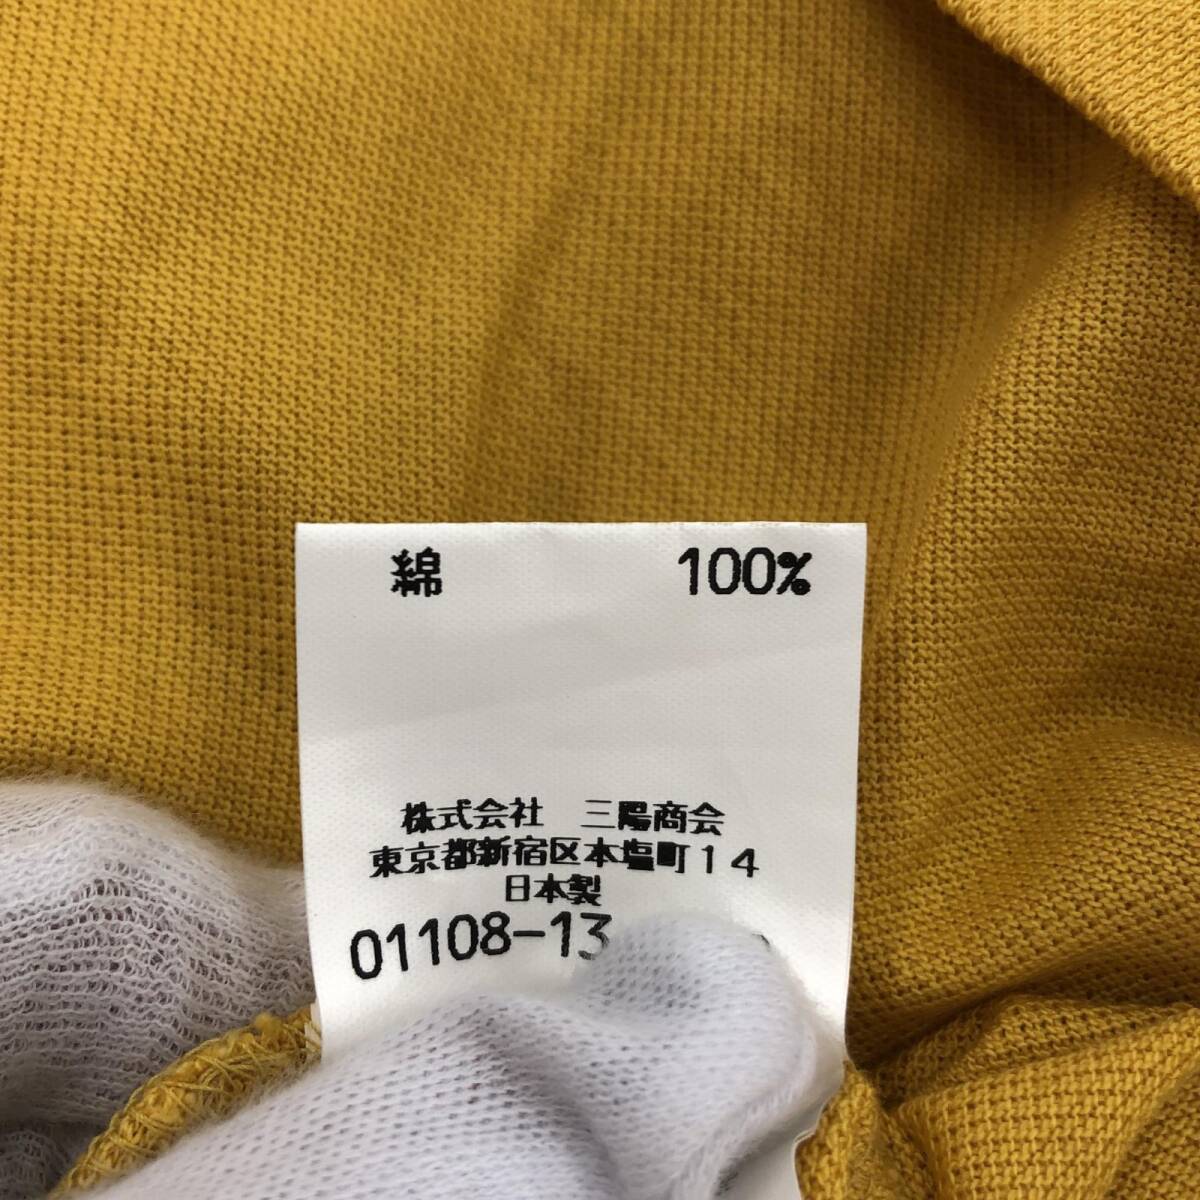 綿 100%
株式会社 三陽商会
東京都新宿区本塩町14
日本製
01108-13